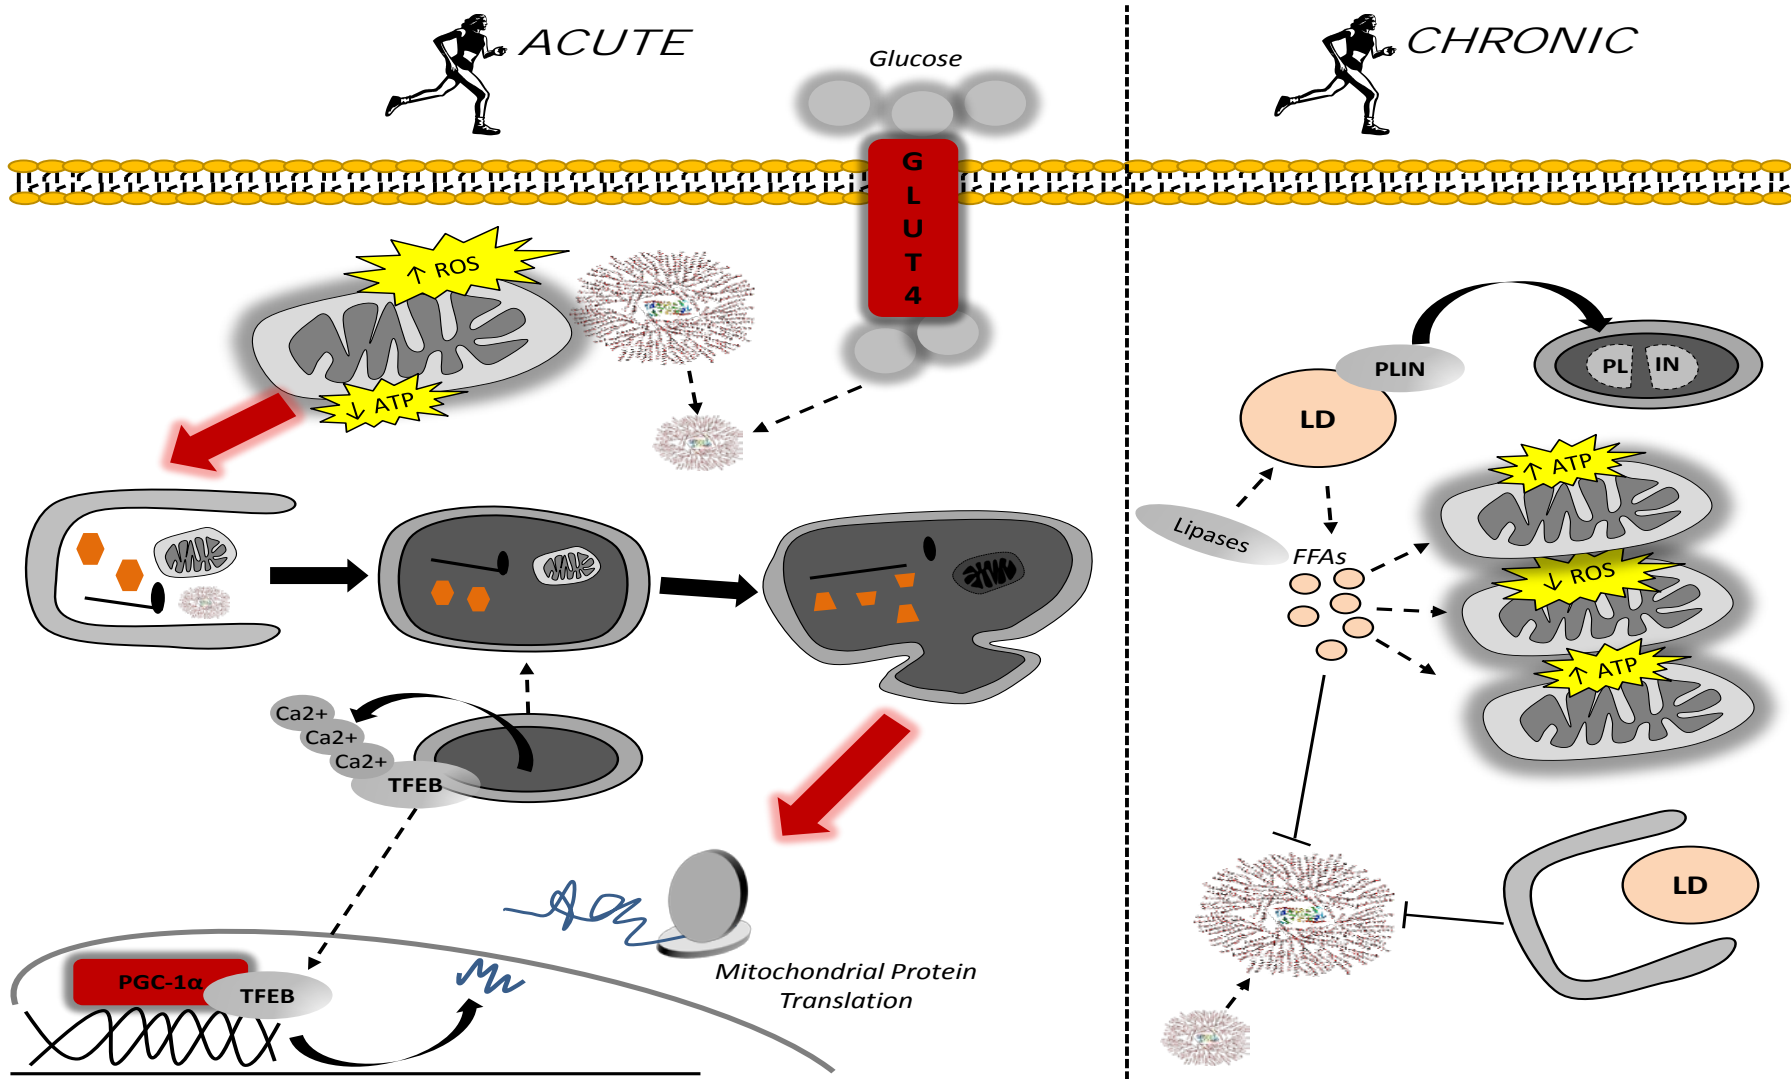 ACUTE
Glucose
G
L
U
T
4
↑ ROS
↓ ATP
Ca2+
Ca2+
Ca2+
TFEB
PGC-1α
TFEB
Mitochondrial Protein
Translation
CHRONIC
PLIN
PL IN
LD
Lipases
FFAs
↑ ATP
↓ ROS
↑ ATP
LD